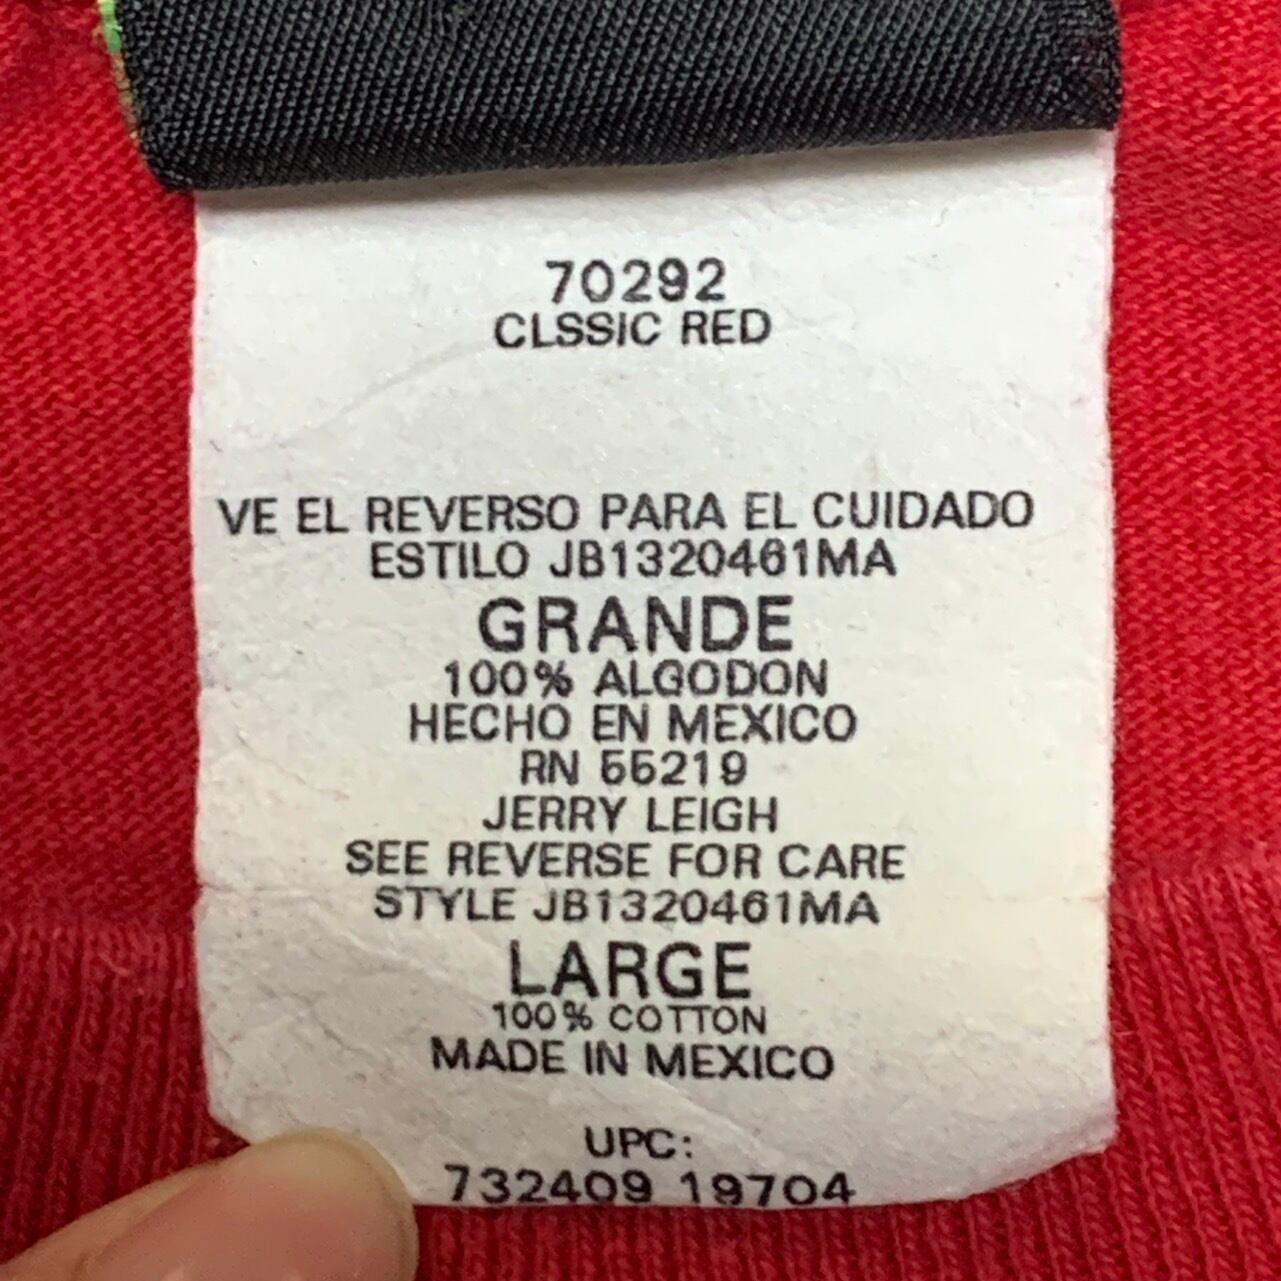 70292
CLSSIC RED
VE EL REVERSO PARA EL CUIDADO
ESTILO JB1320461MA
GRANDE
100% ALGODON
HECHO EN MEXICO
RN 55219
JERRY LEIGH
SEE REVERSE FOR CARE
STYLE JB1320461MA
LARGE
100% COTTON
MADE IN MEXICO
UPC:
732409 19704